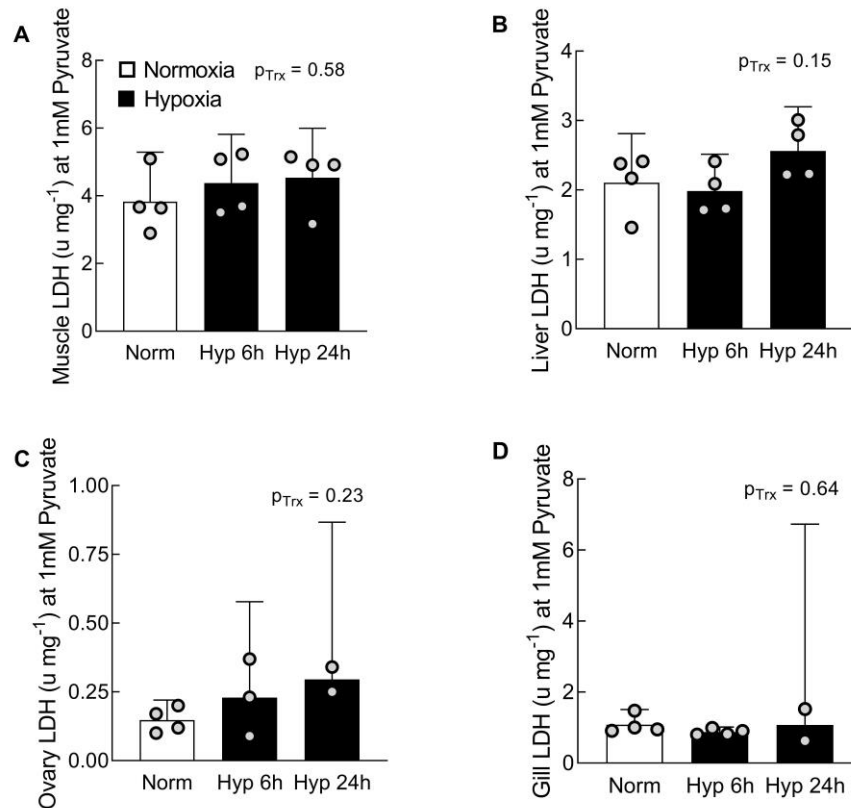 A
Muscle LDH (u mg⁻¹) at 1mM Pyruvate
8
6
4
2
0
Normoxia
Hypoxia
pTrx = 0.58
Norm Hyp 6h Hyp 24h
B
Liver LDH (u mg⁻¹) at 1mM Pyruvate
4
3
2
1
0
pTrx = 0.15
Norm Hyp 6h Hyp 24h
C
Ovary LDH (u mg⁻¹) at 1mM Pyruvate
1.00
0.75
0.50
0.25
0.00
pTrx = 0.23
Norm Hyp 6h Hyp 24h
D
Gill LDH (u mg⁻¹) at 1mM Pyruvate
8
6
4
2
0
pTrx = 0.64
Norm Hyp 6h Hyp 24h